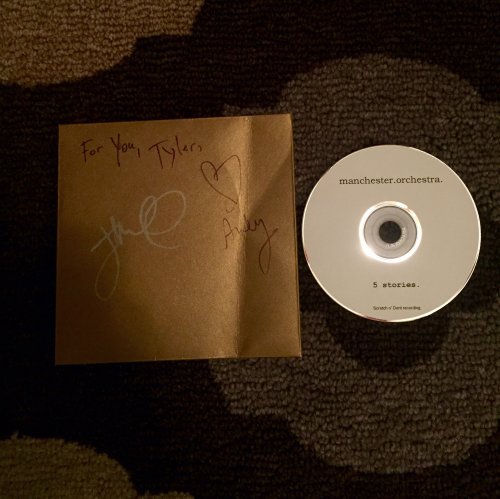 For You, Tyler,
Andy
manchester.orchestra.
5 stories.
Scratch n' Dent recording.